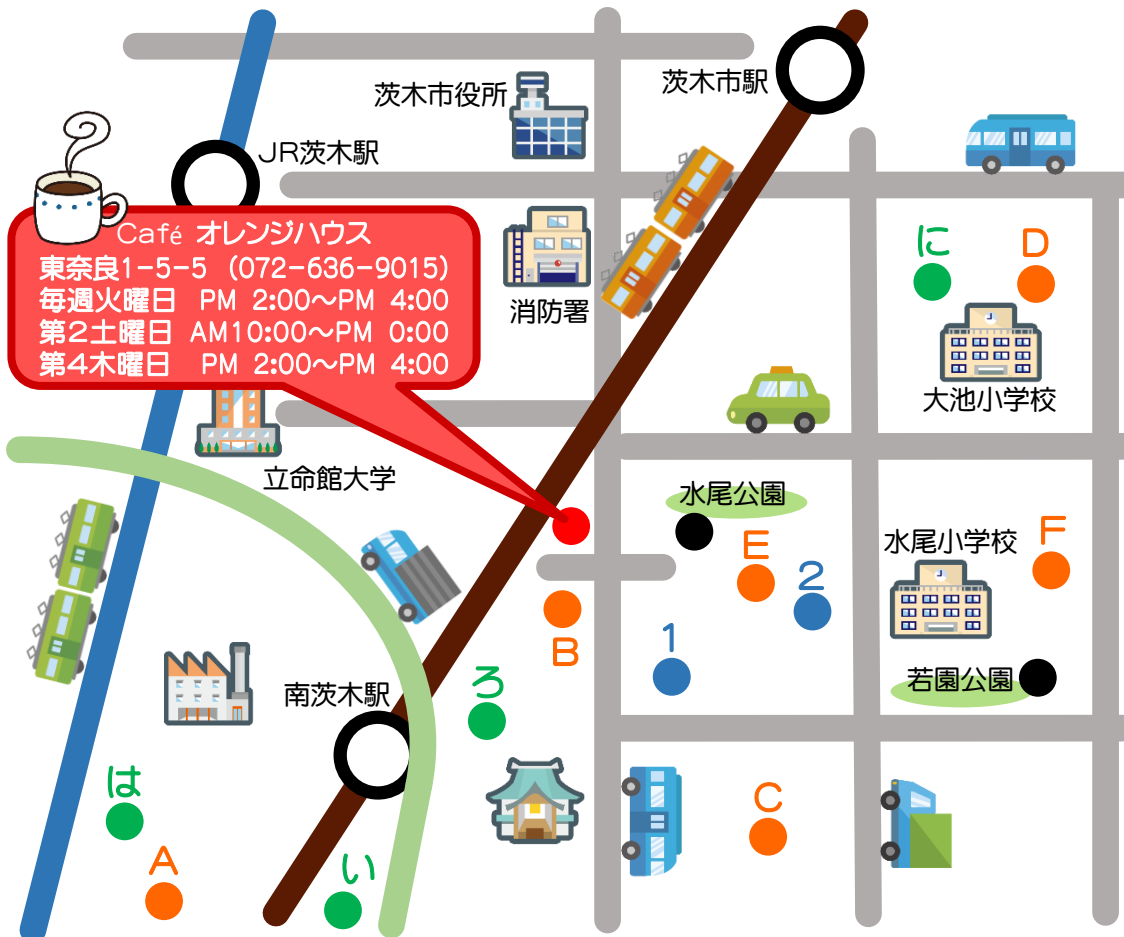 茨木市役所
茨木市駅
JR茨木駅
Café オレンジハウス
東奈良1-5-5 (072-636-9015)
毎週火曜日 PM 2:00～PM 4:00
第2土曜日 AM10:00～PM 0:00
第4木曜日 PM 2:00～PM 4:00
消防署
に
D
大池小学校
立命館大学
水尾公園
E
2
水尾小学校
F
1
B
若園公園
ろ
南茨木駅
は
A
い
C